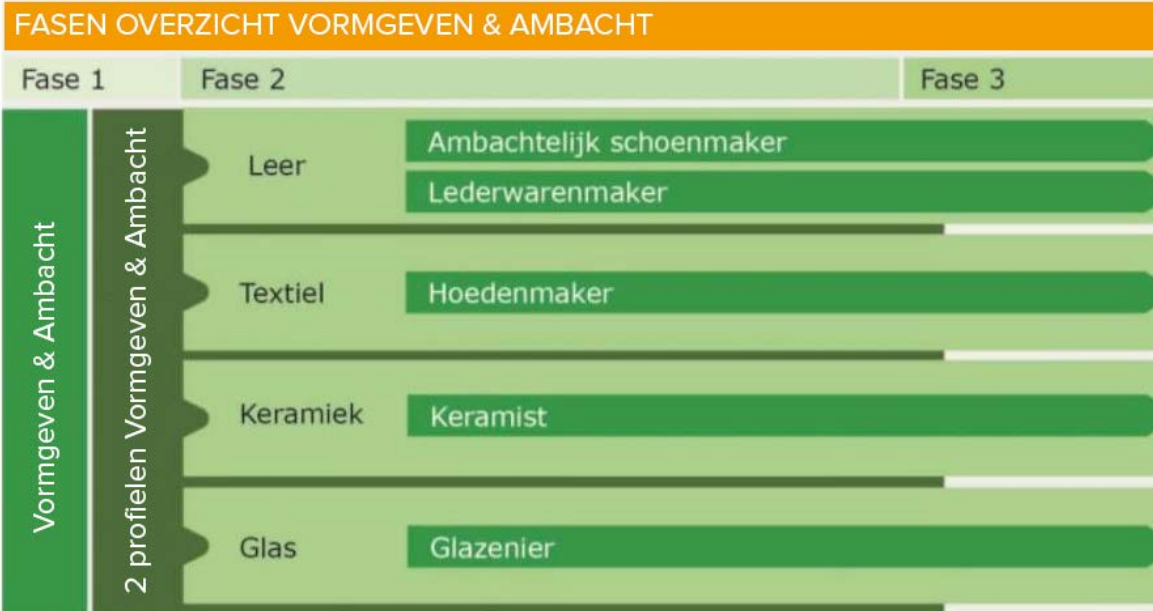 FASEN OVERZICHT VORMGEVEN & AMBACHT
Fase 1
Fase 2
Fase 3
Vormgeven & Ambacht
2 profielen Vormgeven & Ambacht
Leer
Ambachtelijk schoenmaker
Lederwarenmaker
Textiel
Hoedenmaker
Keramiek
Keramist
Glas
Glazenier